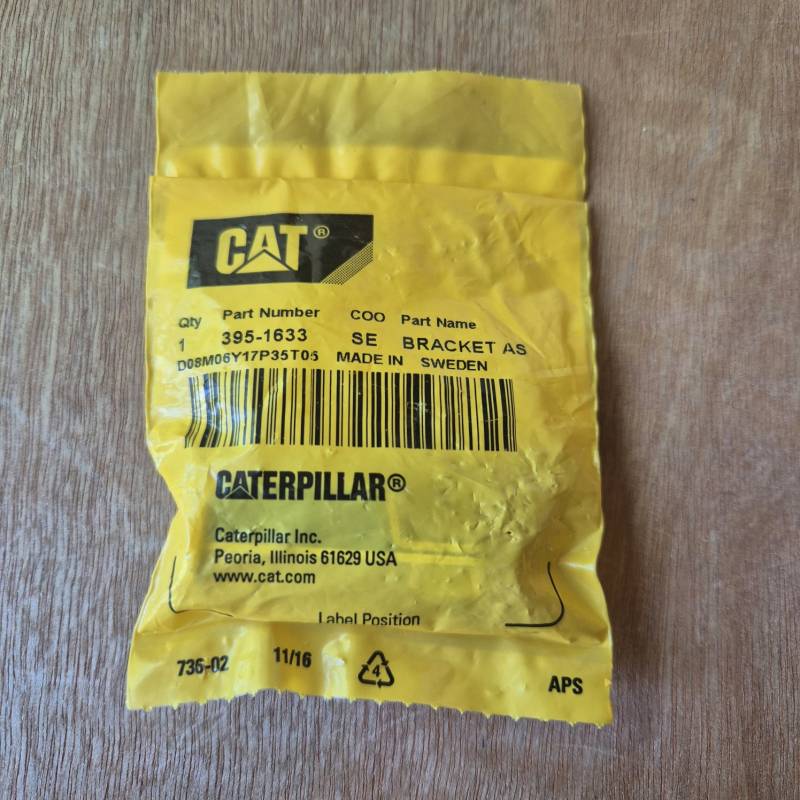 CAT®
Qty Part Number COO Part Name
1 395-1633 SE BRACKET AS
D08M06Y17P35T06 MADE IN SWEDEN
CATERPILLAR®
Caterpillar Inc.
Peoria, Illinois 61629 USA
www.cat.com
Label Position
736-02 11/16 4 APS